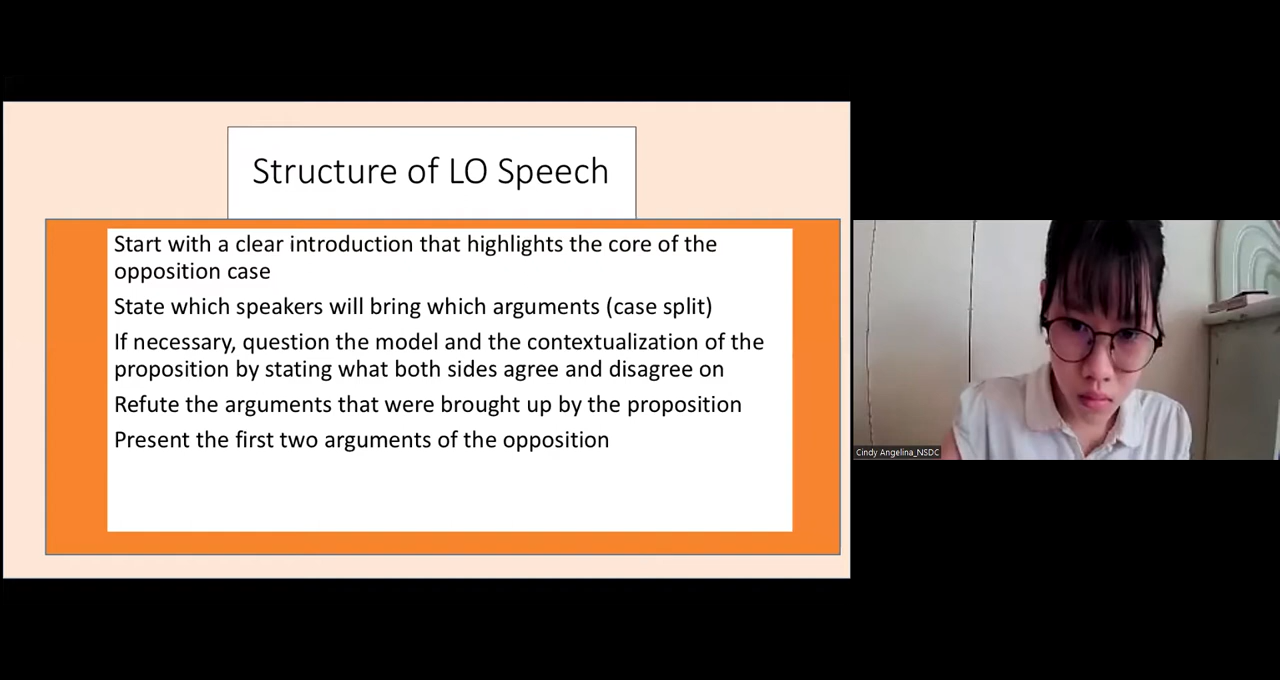 Structure of LO Speech
Start with a clear introduction that highlights the core of the
opposition case
State which speakers will bring which arguments (case split)
If necessary, question the model and the contextualization of the
proposition by stating what both sides agree and disagree on
Refute the arguments that were brought up by the proposition
Present the first two arguments of the opposition
Cindy Angelina_NSDC